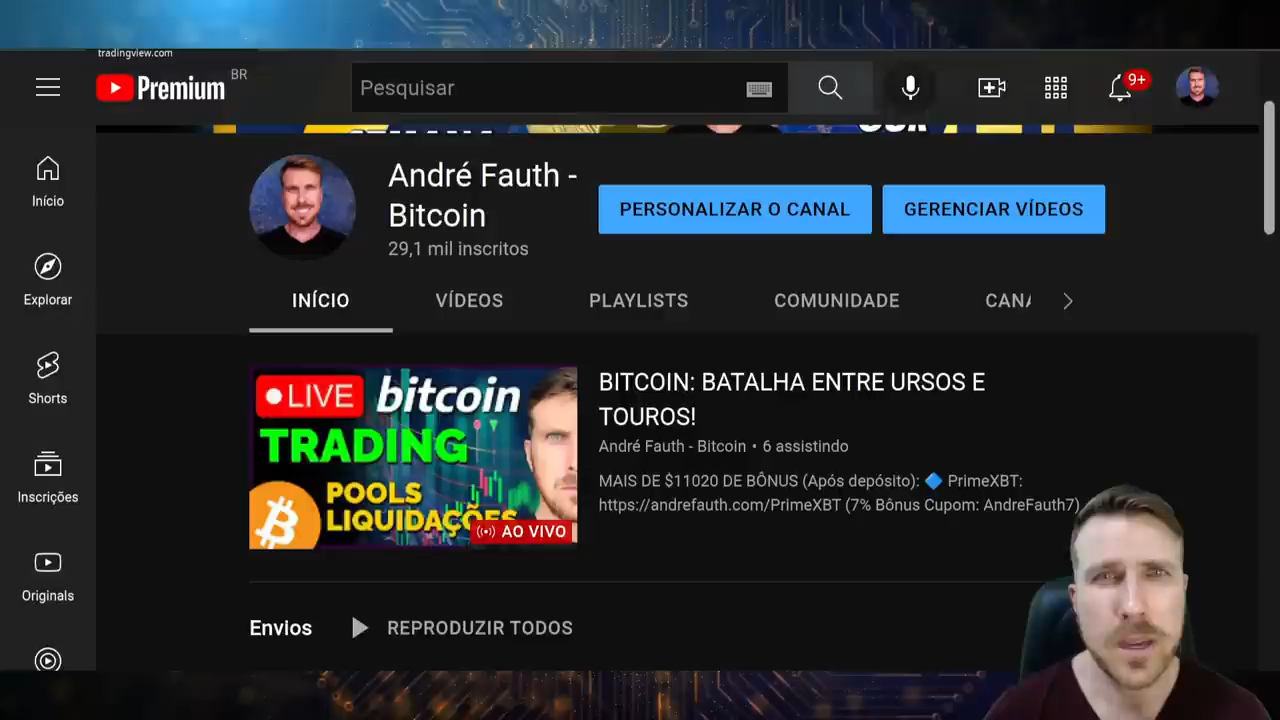 tradingview.com
Premium BR
Pesquisar
9+
Início
Explorar
Shorts
Inscrições
Originals
André Fauth -
Bitcoin
29,1 mil inscritos
PERSONALIZAR O CANAL
GERENCIAR VÍDEOS
INÍCIO VÍDEOS PLAYLISTS COMUNIDADE
LIVE bitcoin
TRADING
POOLS
LIQUIDAÇÕES
AO VIVO
BITCOIN: BATALHA ENTRE URSOS E
TOUROS!
André Fauth - Bitcoin • 6 assistindo
MAIS DE $11020 DE BÔNUS (Após depósito): 🔷 PrimeXBT:
https://andrefauth.com/PrimeXBT (7% Bônus Cupom: AndreFauth7)
Envios
REPRODUZIR TODOS